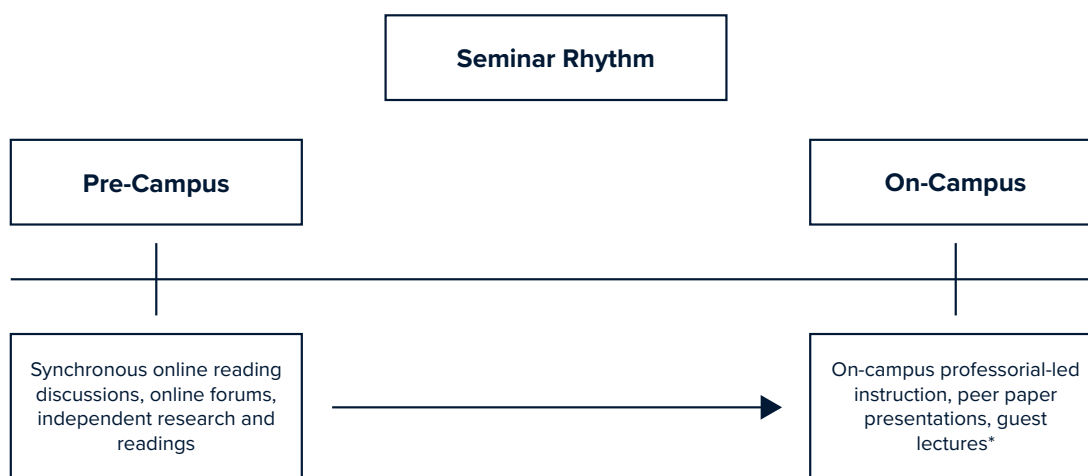 Seminar Rhythm
Pre-Campus
On-Campus
Synchronous online reading
discussions, online forums,
independent research and
readings
On-campus professorial-led
instruction, peer paper
presentations, guest
lectures*